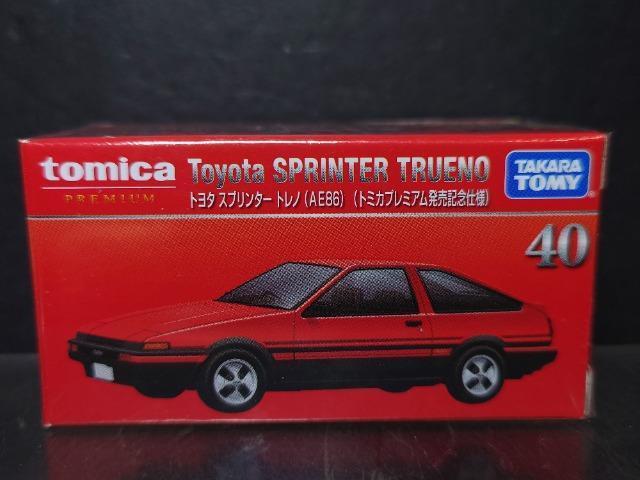 tomica
PREMIUM
Toyota SPRINTER TRUENO
トヨタ スプリンター トレノ(AE86) (トミカプレミアム発売記念仕様)
TAKARA
TOMY
40